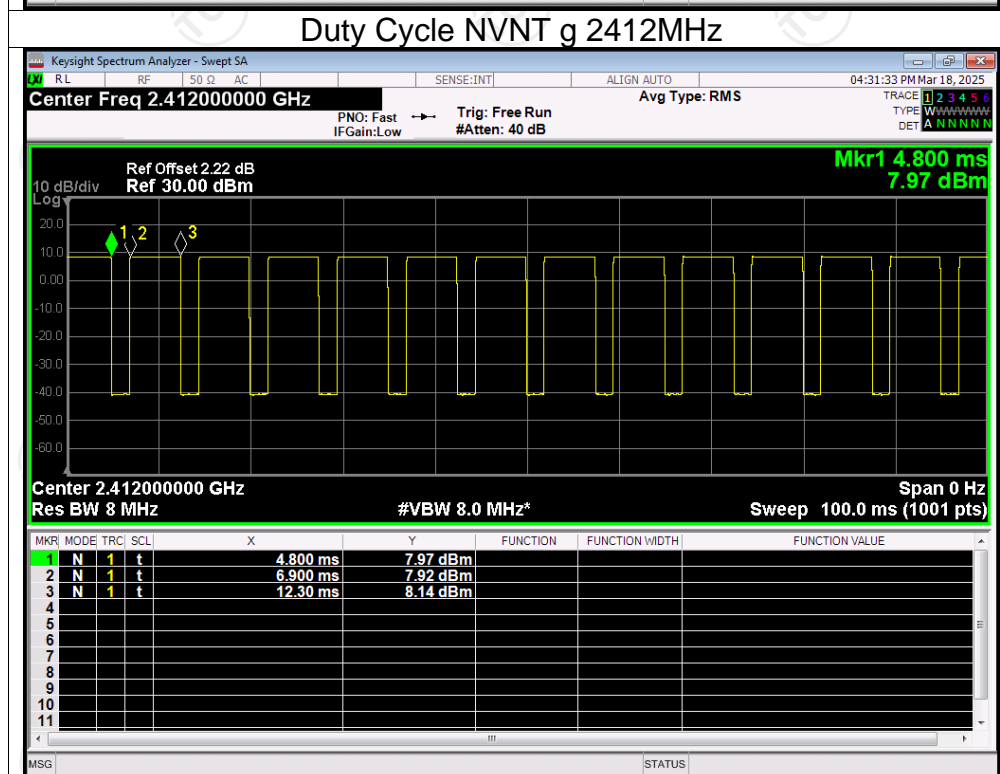 Duty Cycle NVNT g 2412MHz
Keysight Spectrum Analyzer - Swept SA
LXI RL RF 50 Ω AC SENSE:INT ALIGN AUTO 04:31:33 PM Mar 18, 2025
Center Freq 2.412000000 GHz Avg Type: RMS TRACE 1 2 3 4 5 6
PNO: Fast Trig: Free Run TYPE WWWWWW
IFGain:Low #Atten: 40 dB DET A N N N N N
Ref Offset 2.22 dB Mkr1 4.800 ms
10 dB/div Ref 30.00 dBm 7.97 dBm
Log
20.0
1 2 3
10.0
0.00
-10.0
-20.0
-30.0
-40.0
-50.0
-60.0
Center 2.412000000 GHz Span 0 Hz
Res BW 8 MHz #VBW 8.0 MHz* Sweep 100.0 ms (1001 pts)
MKR MODE TRC SCL X Y FUNCTION FUNCTION WIDTH FUNCTION VALUE
1 N 1 t 4.800 ms 7.97 dBm
2 N 1 t 6.900 ms 7.92 dBm
3 N 1 t 12.30 ms 8.14 dBm
4
5
6
7
8
9
10
11
MSG STATUS